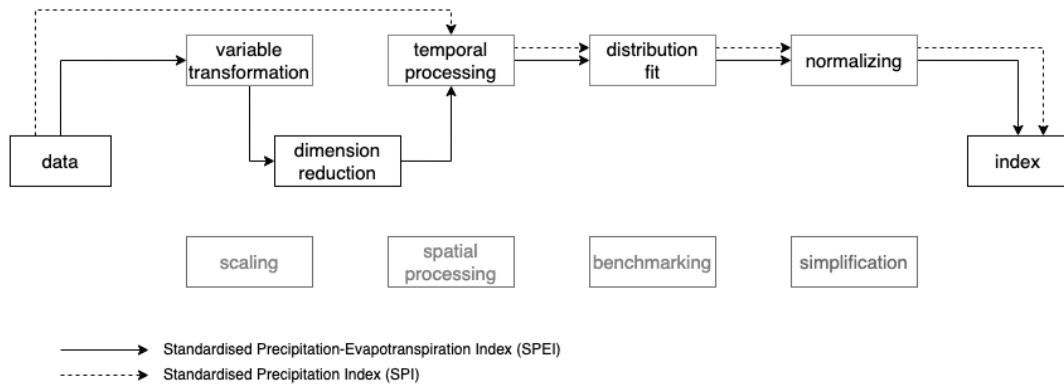 variable
transformation
temporal
processing
distribution
fit
normalizing
data
dimension
reduction
index
scaling
spatial
processing
benchmarking
simplification
Standardised Precipitation-Evapotranspiration Index (SPEI)
Standardised Precipitation Index (SPI)